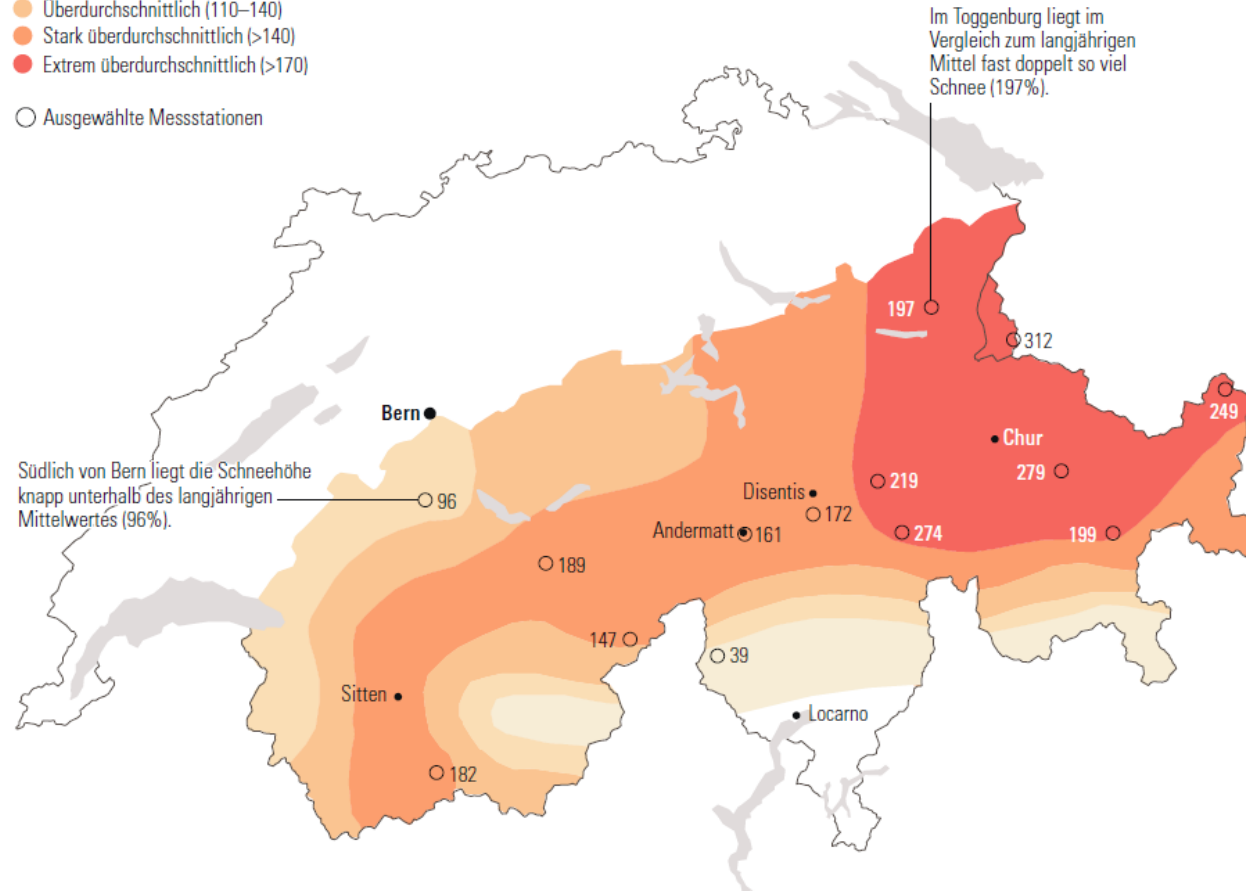 Überdurchschnittlich (110–140)
Stark überdurchschnittlich (>140)
Extrem überdurchschnittlich (>170)
Ausgewählte Messstationen
Im Toggenburg liegt im
Vergleich zum langjährigen
Mittel fast doppelt so viel
Schnee (197%).
197
312
249
Bern
Chur
Südlich von Bern liegt die Schneehöhe
knapp unterhalb des langjährigen
Mittelwertes (96%).
96
219
279
Disentis
172
Andermatt
161
274
199
189
147
39
Sitten
Locarno
182